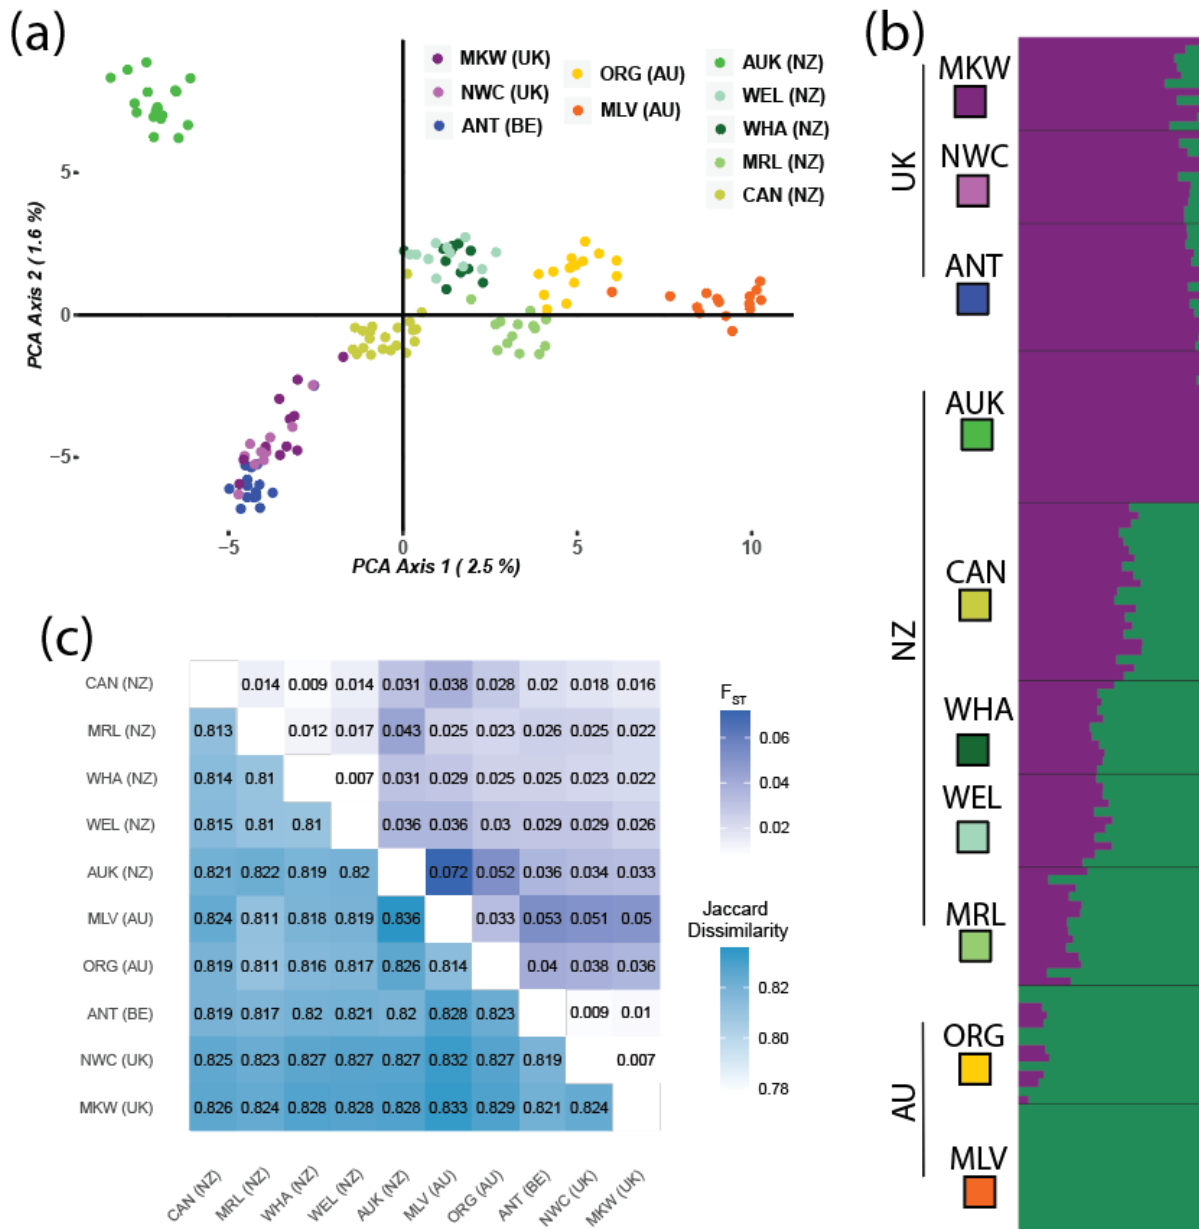 (a)
MKW (UK)
NWC (UK)
ANT (BE)
ORG (AU)
MLV (AU)
AUK (NZ)
WEL (NZ)
WHA (NZ)
MRL (NZ)
CAN (NZ)
5
0
−5
PCA Axis 2 ( 1.6 %)
−5
0
5
10
PCA Axis 1 ( 2.5 %)
(b)
UK
MKW
NWC
ANT
NZ
AUK
CAN
WHA
WEL
MRL
AU
ORG
MLV
(c)
CAN (NZ) 0.014 0.009 0.014 0.031 0.038 0.028 0.02 0.018 0.016
MRL (NZ) 0.813 0.012 0.017 0.043 0.025 0.023 0.026 0.025 0.022
WHA (NZ) 0.814 0.81 0.007 0.031 0.029 0.025 0.025 0.023 0.022
WEL (NZ) 0.815 0.81 0.81 0.036 0.036 0.03 0.029 0.029 0.026
AUK (NZ) 0.821 0.822 0.819 0.82 0.072 0.052 0.036 0.034 0.033
MLV (AU) 0.824 0.811 0.818 0.819 0.836 0.033 0.053 0.051 0.05
ORG (AU) 0.819 0.811 0.816 0.817 0.826 0.814 0.04 0.038 0.036
ANT (BE) 0.819 0.817 0.82 0.821 0.82 0.828 0.823 0.009 0.01
NWC (UK) 0.825 0.823 0.827 0.827 0.827 0.832 0.827 0.819 0.007
MKW (UK) 0.826 0.824 0.828 0.828 0.828 0.833 0.829 0.821 0.824
CAN (NZ) MRL (NZ) WHA (NZ) WEL (NZ) AUK (NZ) MLV (AU) ORG (AU) ANT (BE) NWC (UK) MKW (UK)
FST
0.06
0.04
0.02
Jaccard
Dissimilarity
0.82
0.80
0.78